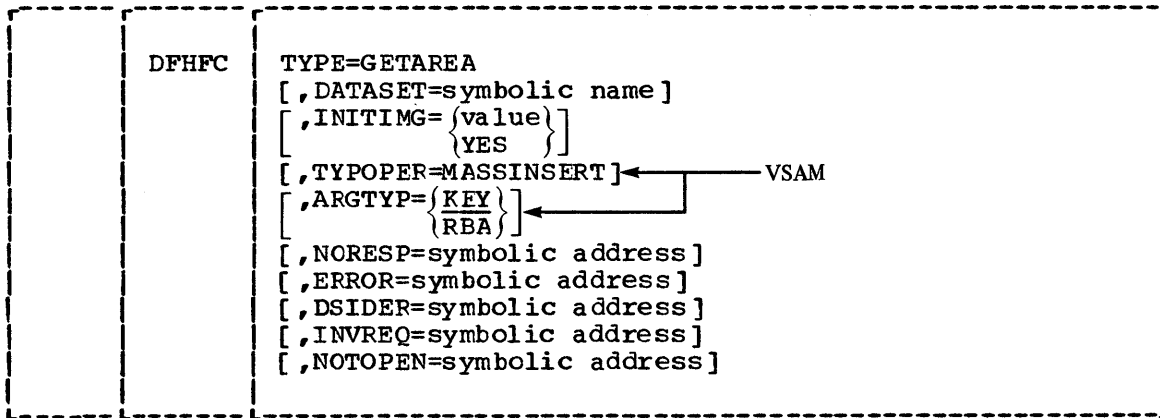 DFHFC TYPE=GETAREA
[,DATASET=symbolic name]
[,INITIMG={value
YES}]
[,TYPOPER=MASSINSERT] VSAM
[,ARGTYP={KEY
RBA}]
[,NORESP=symbolic address]
[,ERROR=symbolic address]
[,DSIDER=symbolic address]
[,INVREQ=symbolic address]
[,NOTOPEN=symbolic address]